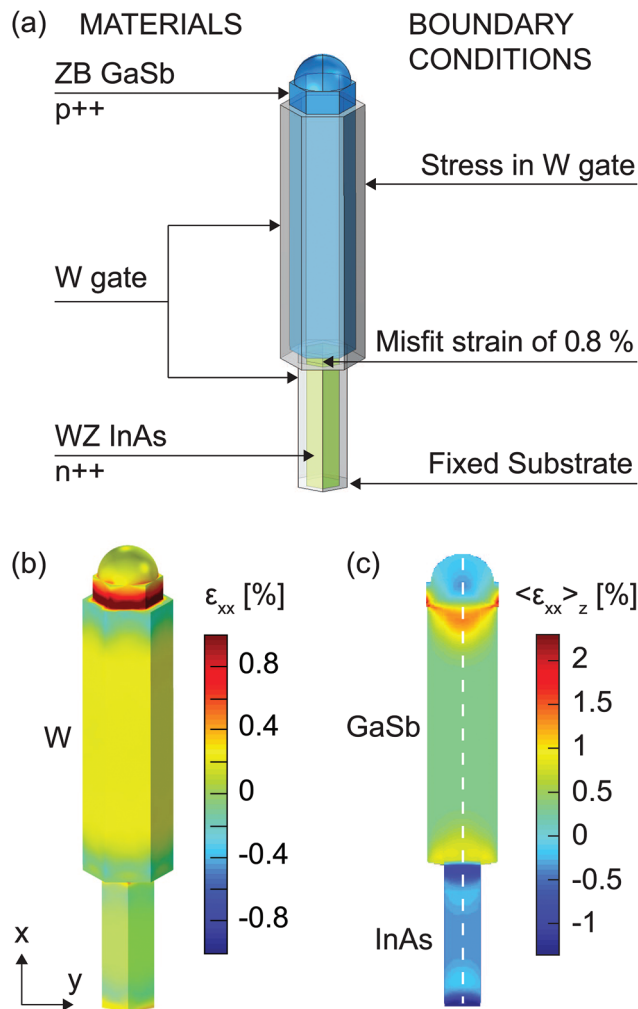 (a) MATERIALS BOUNDARY
CONDITIONS
ZB GaSb
p++
Stress in W gate
W gate
Misfit strain of 0.8 %
WZ InAs
n++
Fixed Substrate
(b)
εxx [%]
0.8
0.4
0
-0.4
-0.8
W
x
y
(c)
<εxx>z [%]
2
1.5
1
0.5
0
-0.5
-1
GaSb
InAs